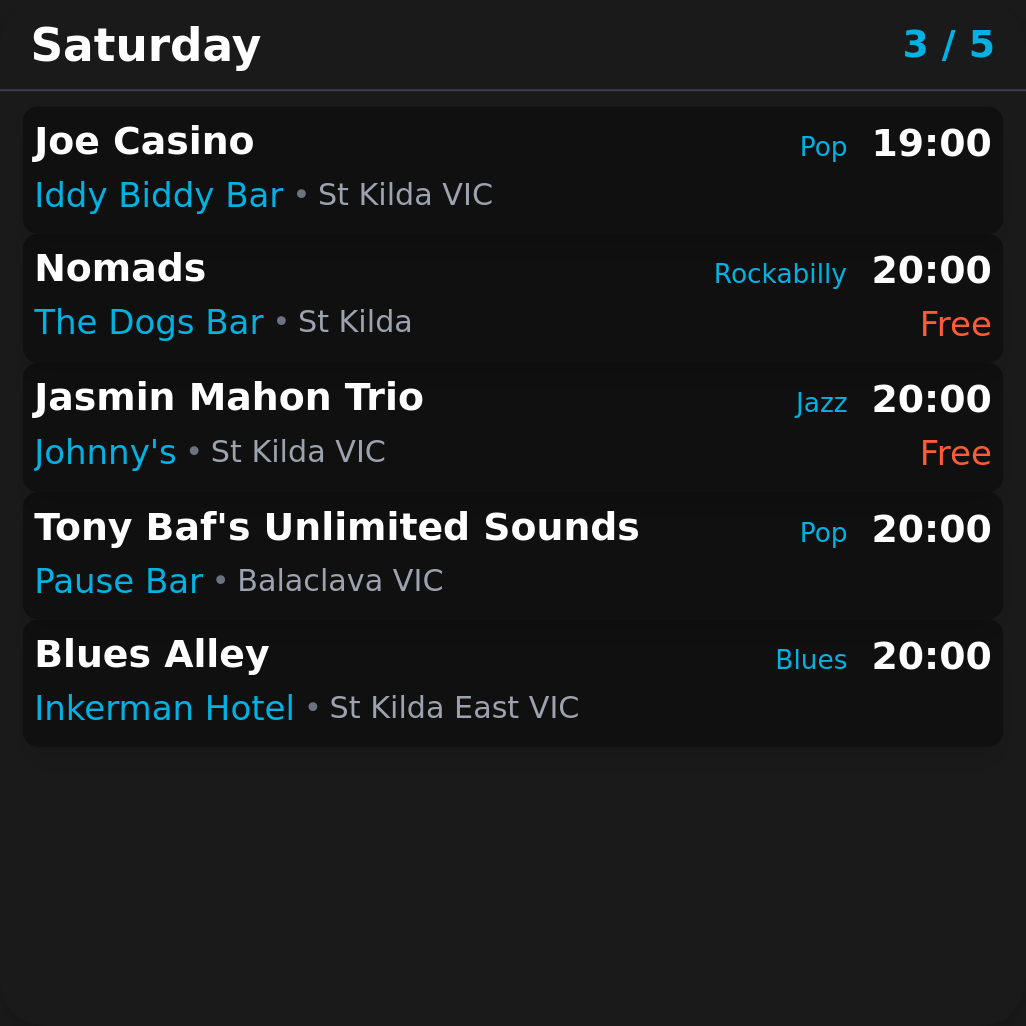 Saturday 3 / 5
Joe Casino Pop 19:00
Iddy Biddy Bar • St Kilda VIC
Nomads Rockabilly 20:00
The Dogs Bar • St Kilda Free
Jasmin Mahon Trio Jazz 20:00
Johnny's • St Kilda VIC Free
Tony Baf's Unlimited Sounds Pop 20:00
Pause Bar • Balaclava VIC
Blues Alley Blues 20:00
Inkerman Hotel • St Kilda East VIC